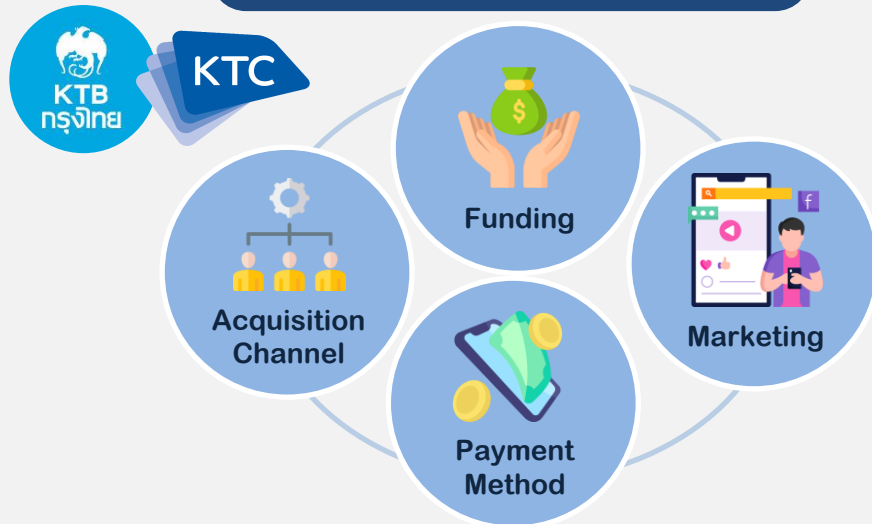 KTB
กรุงไทย
KTC
$
Funding
f
Acquisition
Channel
Marketing
Payment
Method